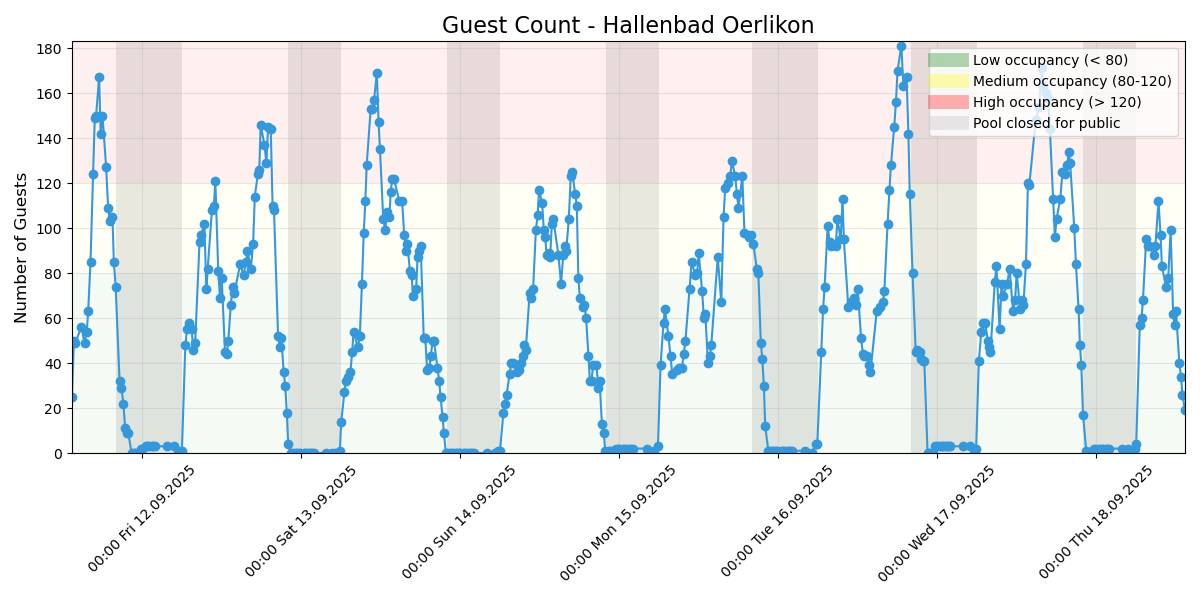 Guest Count - Hallenbad Oerlikon
Number of Guests
180
160
140
120
100
80
60
40
20
0
Low occupancy (< 80)
Medium occupancy (80-120)
High occupancy (> 120)
Pool closed for public
00:00 Fri 12.09.2025
00:00 Sat 13.09.2025
00:00 Sun 14.09.2025
00:00 Mon 15.09.2025
00:00 Tue 16.09.2025
00:00 Wed 17.09.2025
00:00 Thu 18.09.2025